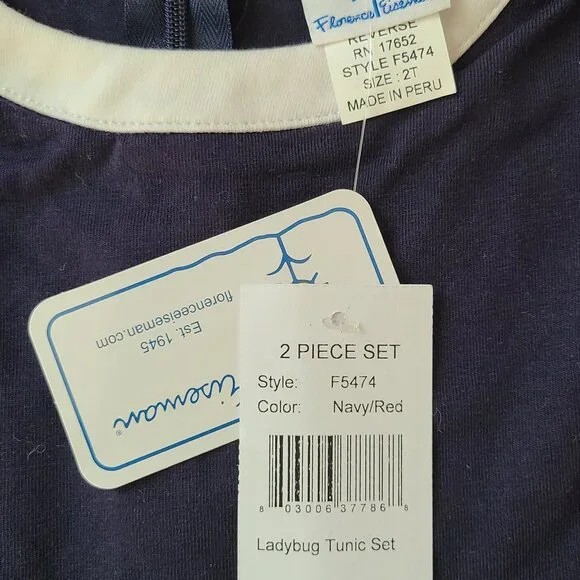 Florence Eiseman
REVERSE
RN 17652
STYLE F5474
SIZE : 2T
MADE IN PERU
Est. 1945
florenceeiseman.com
Eiseman®
2 PIECE SET
Style: F5474
Color: Navy/Red
8 03006 37786 8
Ladybug Tunic Set